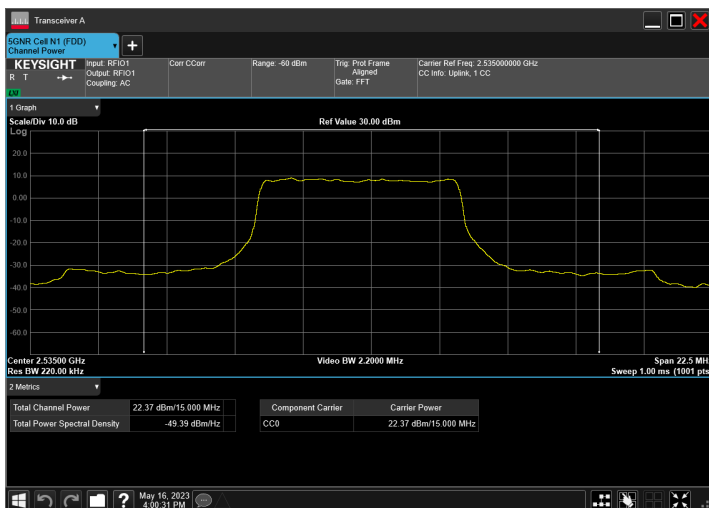 Transceiver A
5GNR Cell N1 (FDD)
Channel Power
KEYSIGHT
R T
LXI
Input: RFIO1
Output: RFIO1
Coupling: AC
Corr CCorr
Range: -60 dBm
Trig: Prot Frame
Aligned
Gate: FFT
Carrier Ref Freq: 2.535000000 GHz
CC Info: Uplink, 1 CC
1 Graph
Scale/Div 10.0 dB
Ref Value 30.00 dBm
Log
20.0
10.0
0.00
-10.0
-20.0
-30.0
-40.0
-50.0
-60.0
Center 2.53500 GHz
Video BW 2.2000 MHz
Span 22.5 MHz
Res BW 220.00 kHz
Sweep 1.00 ms (1001 pts
2 Metrics
Total Channel Power 22.37 dBm/15.000 MHz
Total Power Spectral Density -49.39 dBm/Hz
Component Carrier Carrier Power
CC0 22.37 dBm/15.000 MHz
? May 16, 2023
4:00:31 PM